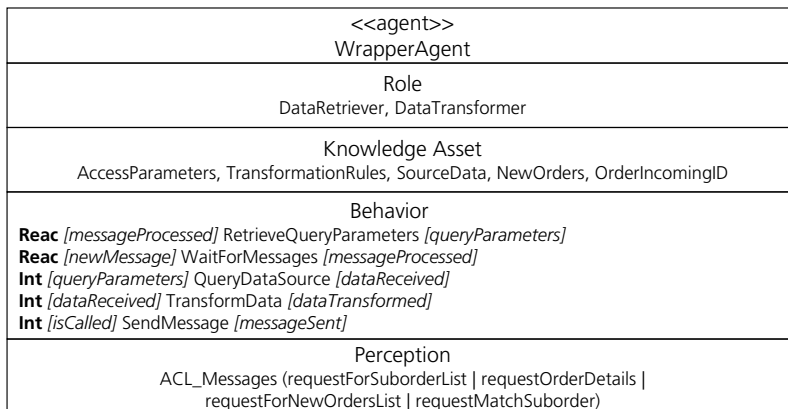 <<agent>>
WrapperAgent
Role
DataRetriever, DataTransformer
Knowledge Asset
AccessParameters, TransformationRules, SourceData, NewOrders, OrderIncomingID
Behavior
Reac [messageProcessed] RetrieveQueryParameters [queryParameters]
Reac [newMessage] WaitForMessages [messageProcessed]
Int [queryParameters] QueryDataSource [dataReceived]
Int [dataReceived] TransformData [dataTransformed]
Int [isCalled] SendMessage [messageSent]
Perception
ACL_Messages (requestForSuborderList | requestOrderDetails |
requestForNewOrdersList | requestMatchSuborder)